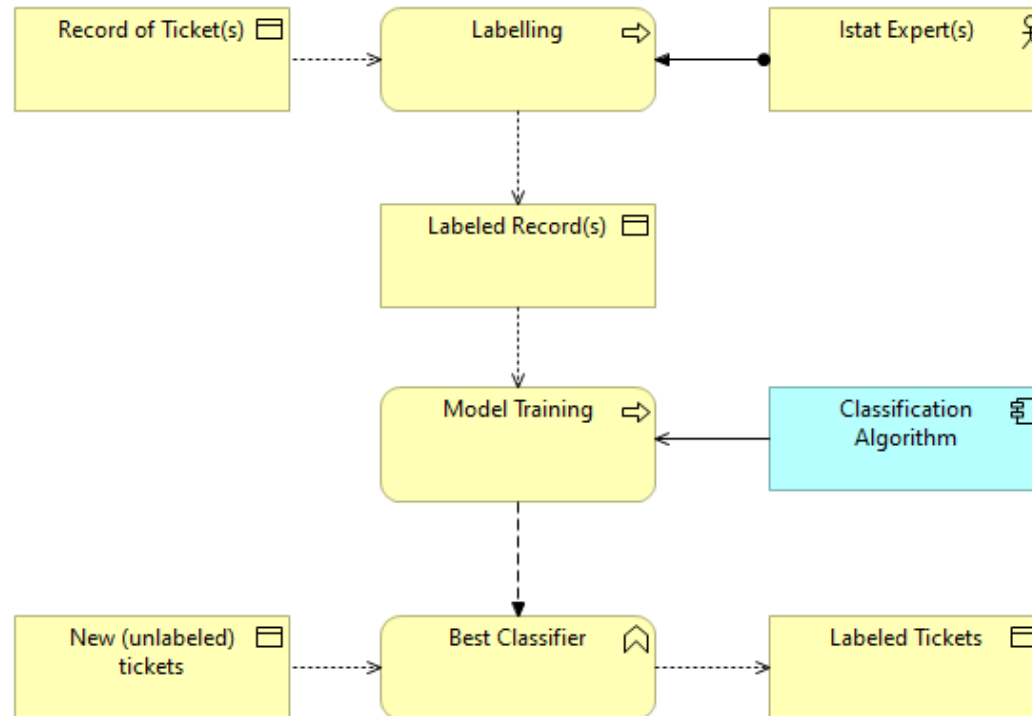 Record of Ticket(s)
Labelling
Istat Expert(s)
Labeled Record(s)
Model Training
Classification
Algorithm
New (unlabeled)
tickets
Best Classifier
Labeled Tickets